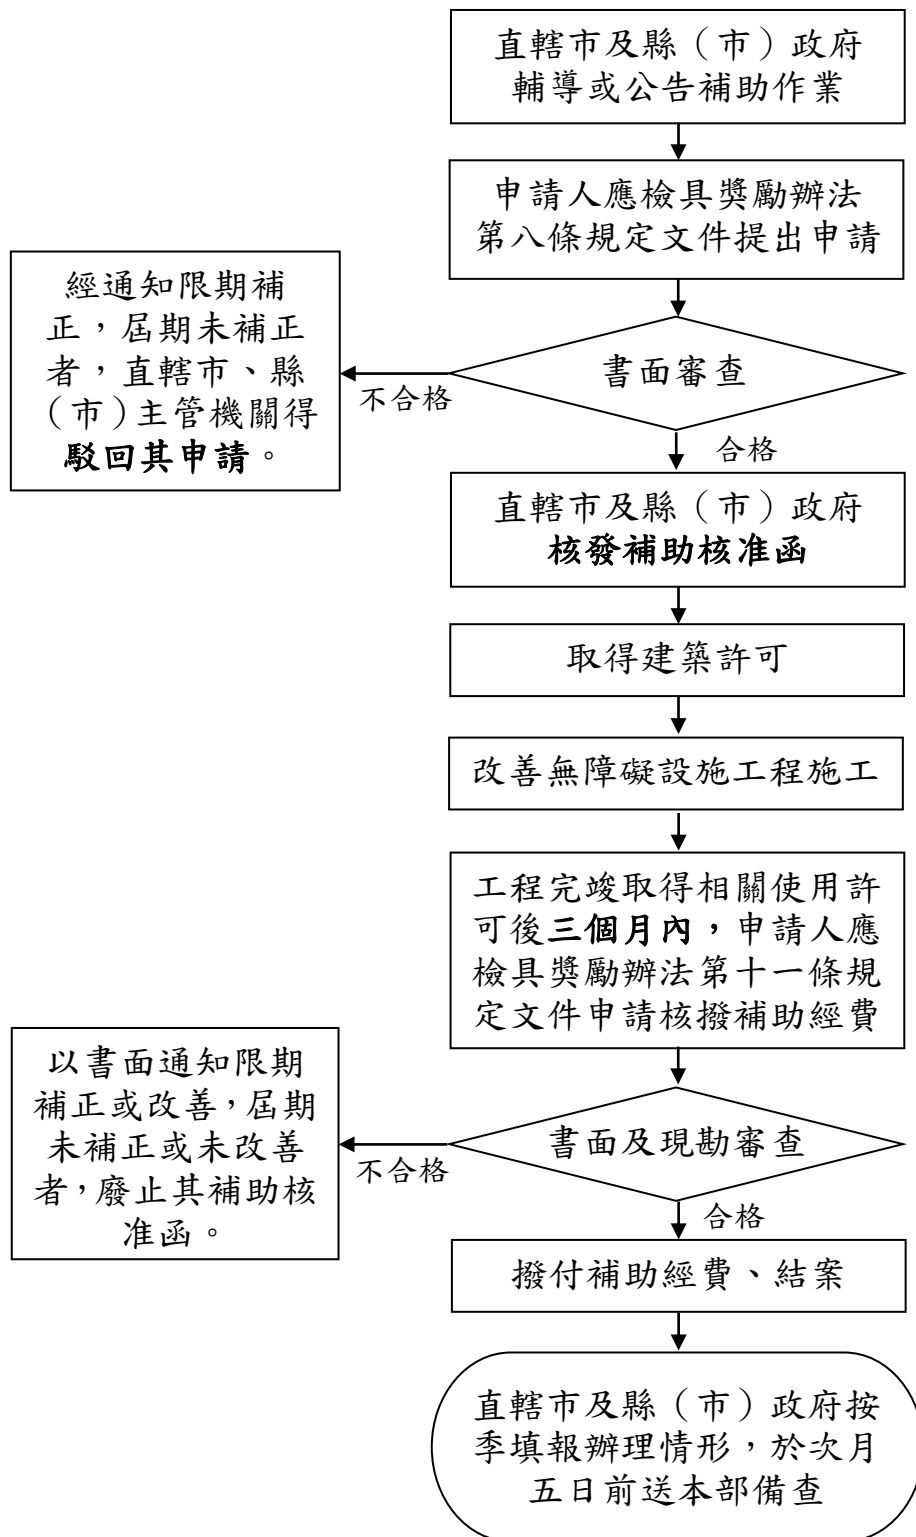 直轄市及縣（市）政府
輔導或公告補助作業
申請人應檢具獎勵辦法
第八條規定文件提出申請
書面審查
不合格
經通知限期補
正，屆期未補正
者，直轄市、縣
（市）主管機關得
駁回其申請。
合格
直轄市及縣（市）政府
核發補助核准函
取得建築許可
改善無障礙設施工程施工
工程完竣取得相關使用許
可後三個月內，申請人應
檢具獎勵辦法第十一條規
定文件申請核撥補助經費
書面及現勘審查
不合格
以書面通知限期
補正或改善，屆期
未補正或未改善
者，廢止其補助核
准函。
合格
撥付補助經費、結案
直轄市及縣（市）政府按
季填報辦理情形，於次月
五日前送本部備查